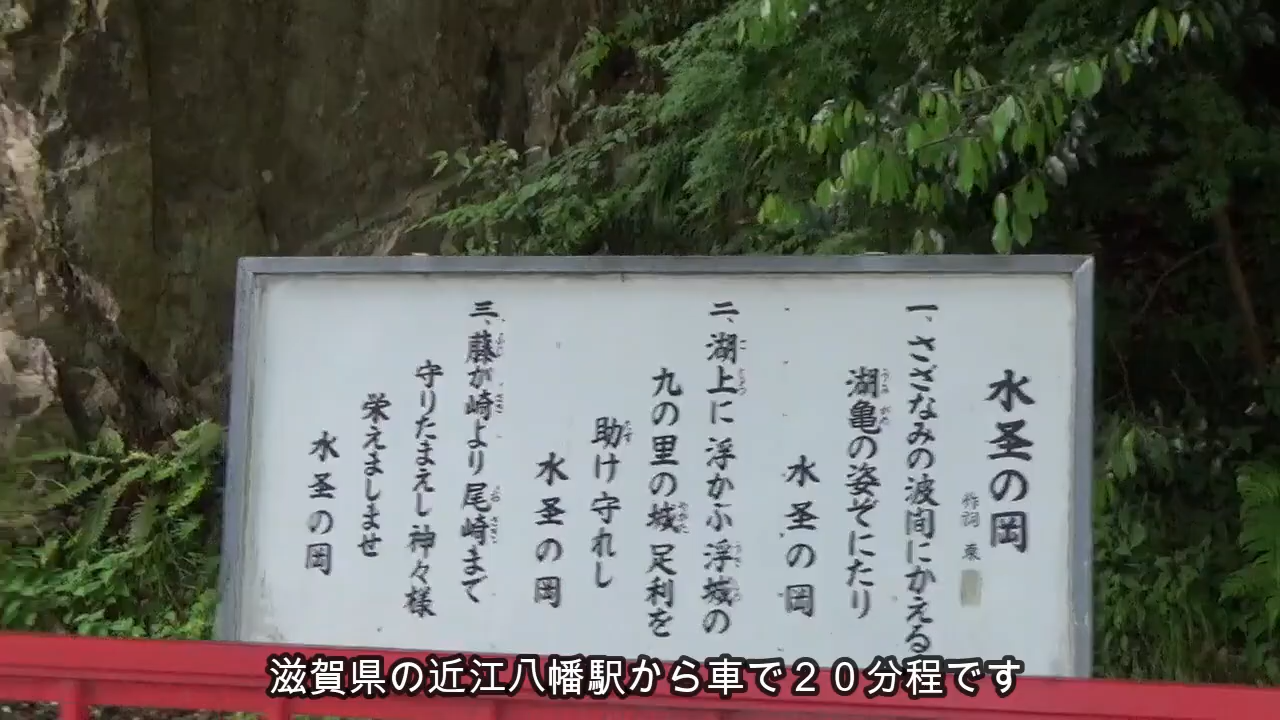 水茎の岡
作詞 東
一、さざなみの波間にかえる
湖亀の姿ぞにたり
水茎の岡
二、湖上に浮かぶ浮城の
九の里の城足利を
助け守れし
水茎の岡
三、藤が崎より尾崎まで
守りたまえし神々様
栄えましませ
水茎の岡
滋賀県の近江八幡駅から車で２０分程です